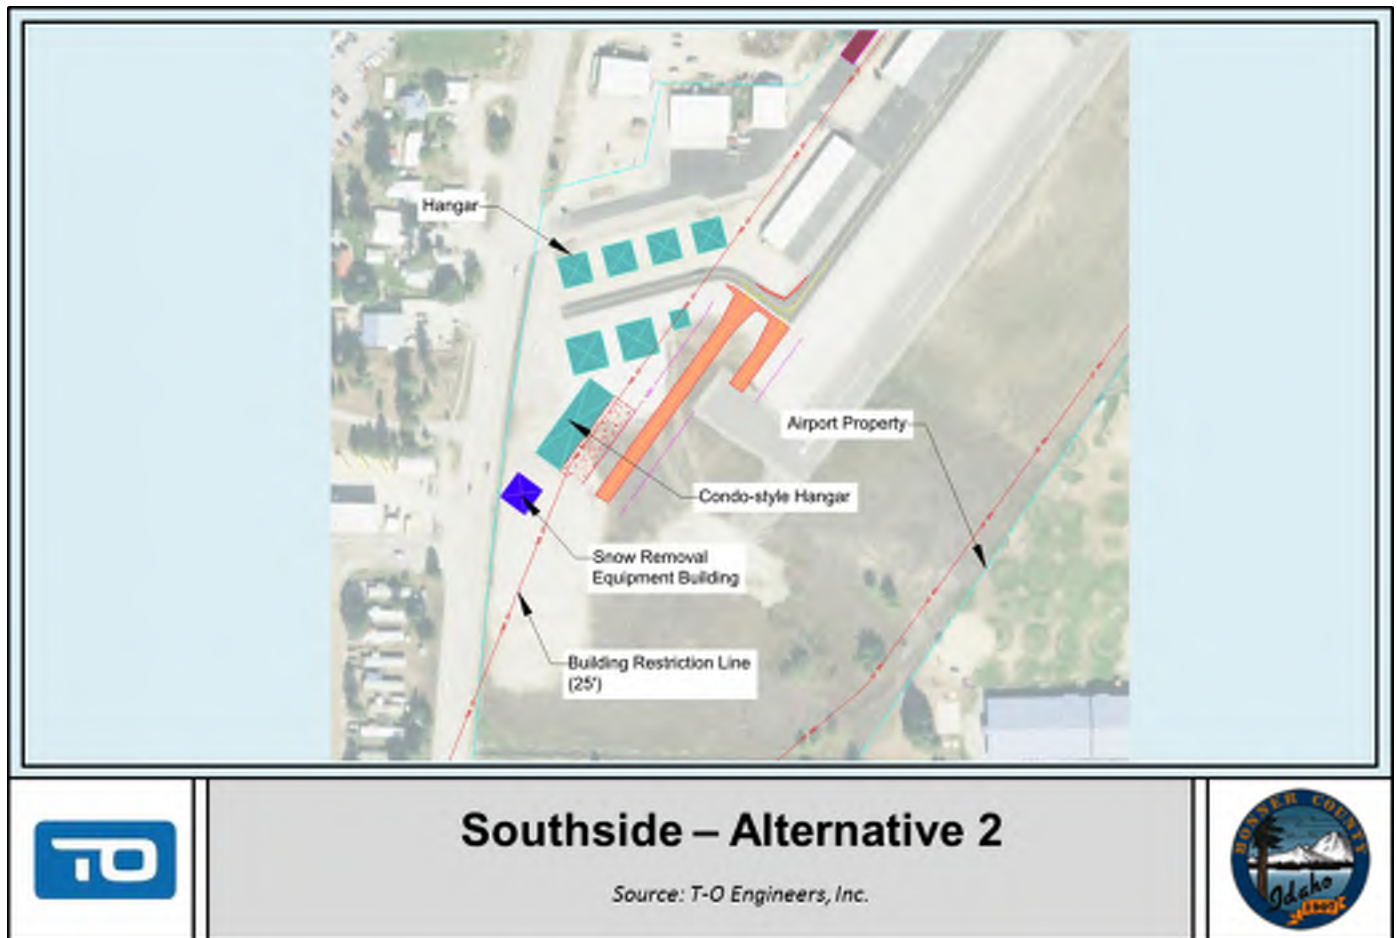 Hangar
Airport Property
Condo-style Hangar
Snow Removal
Equipment Building
Building Restriction Line
(25')
TO
Southside – Alternative 2
Source: T-O Engineers, Inc.
BONNER COUNTY
Idaho
1907